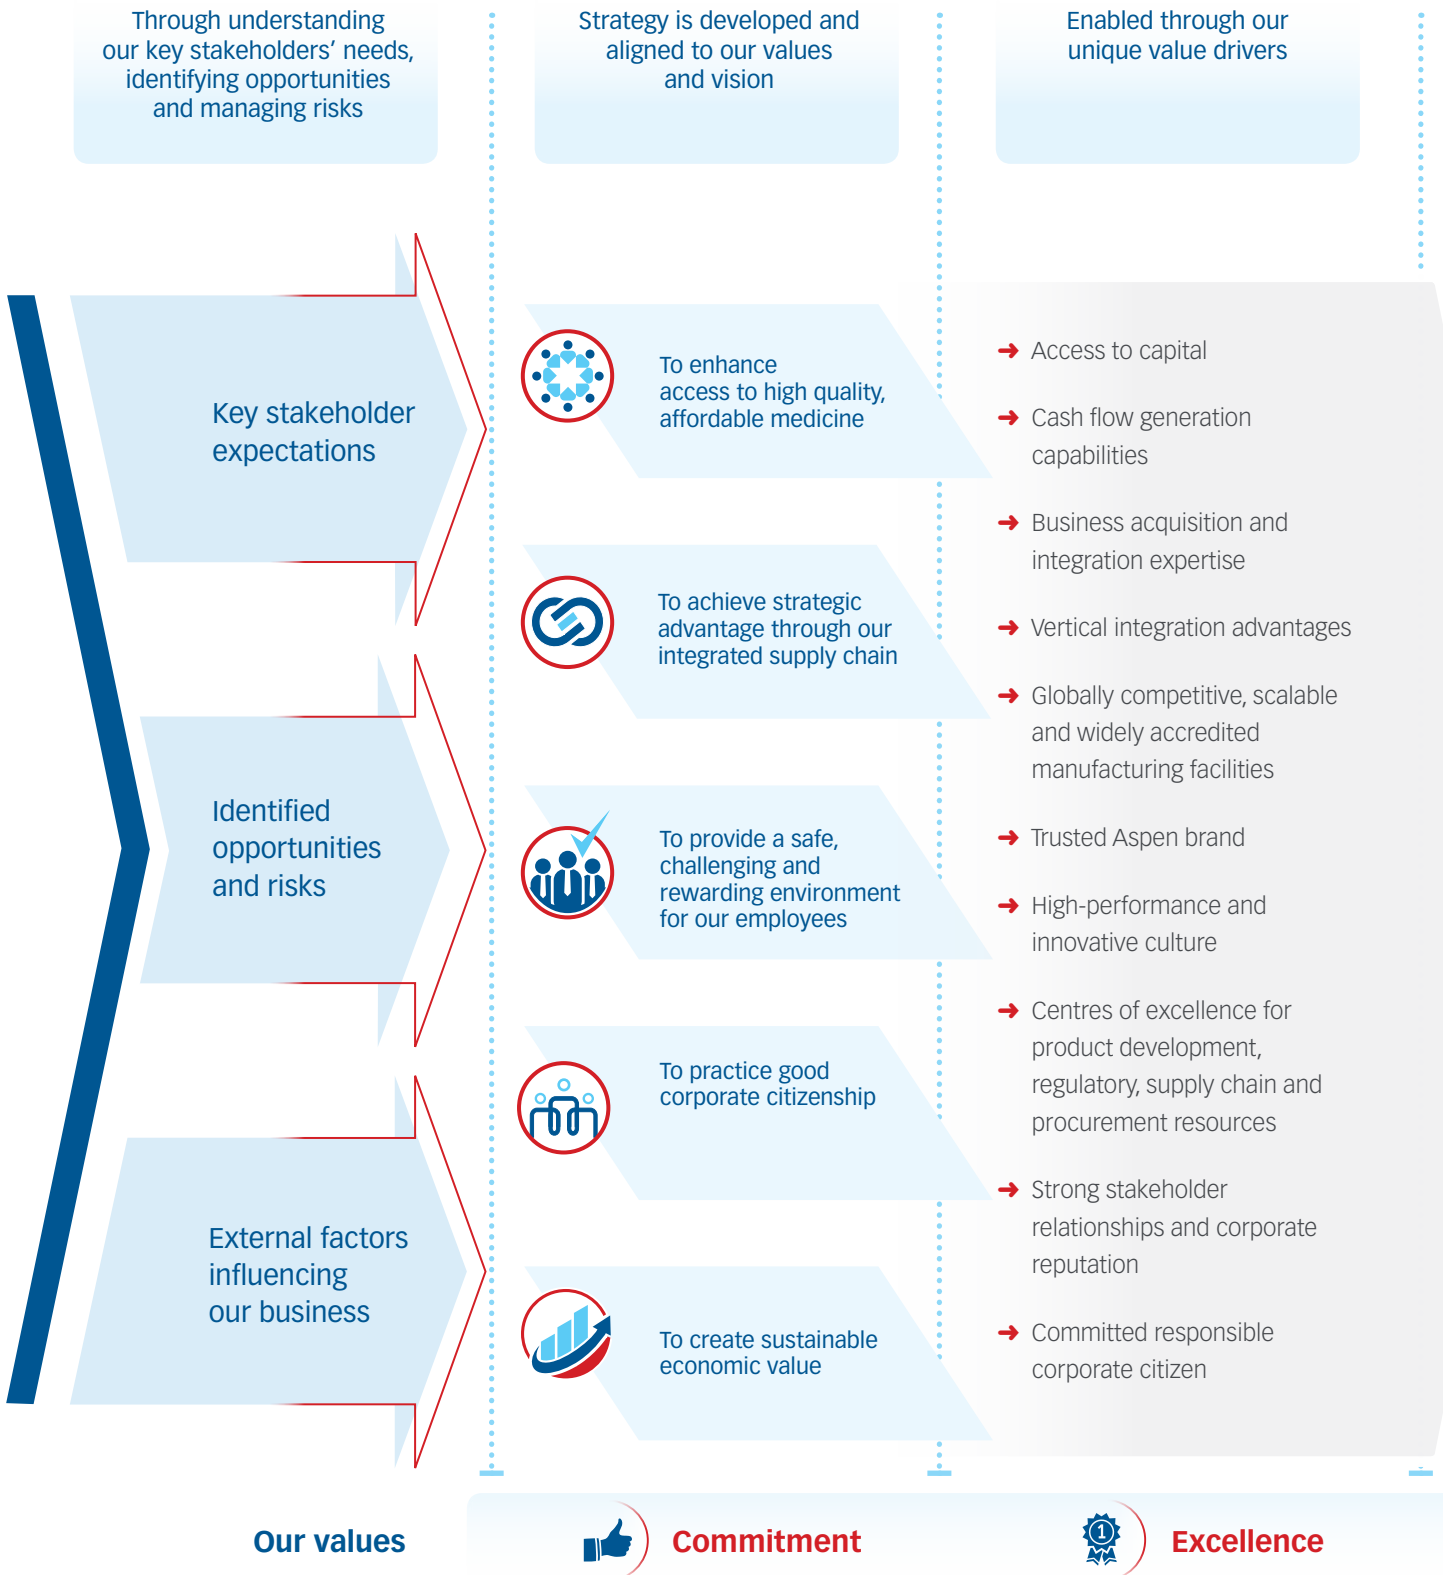 Through understanding
our key stakeholders’ needs,
identifying opportunities
and managing risks
Strategy is developed and
aligned to our values
and vision
Enabled through our
unique value drivers
Key stakeholder
expectations
Identified
opportunities
and risks
External factors
influencing
our business
To enhance
access to high quality,
affordable medicine
To achieve strategic
advantage through our
integrated supply chain
To provide a safe,
challenging and
rewarding environment
for our employees
To practice good
corporate citizenship
To create sustainable
economic value
Access to capital
Cash flow generation
capabilities
Business acquisition and
integration expertise
Vertical integration advantages
Globally competitive, scalable
and widely accredited
manufacturing facilities
Trusted Aspen brand
High-performance and
innovative culture
Centres of excellence for
product development,
regulatory, supply chain and
procurement resources
Strong stakeholder
relationships and corporate
reputation
Committed responsible
corporate citizen
Our values
Commitment
1
Excellence